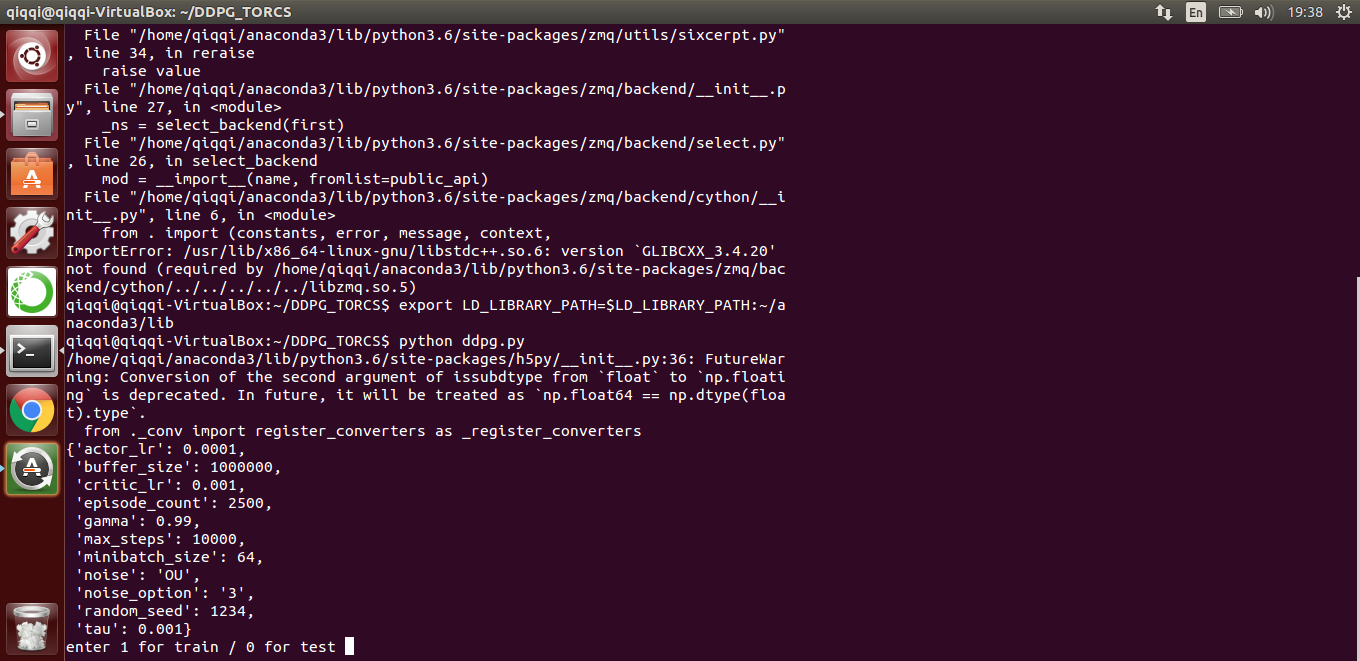 qiqqi@qiqqi-VirtualBox: ~/DDPG_TORCS
En
19:38
  File "/home/qiqqi/anaconda3/lib/python3.6/site-packages/zmq/utils/sixcerpt.py"
, line 34, in reraise
    raise value
  File "/home/qiqqi/anaconda3/lib/python3.6/site-packages/zmq/backend/__init__.p
y", line 27, in <module>
    _ns = select_backend(first)
  File "/home/qiqqi/anaconda3/lib/python3.6/site-packages/zmq/backend/select.py"
, line 26, in select_backend
    mod = __import__(name, fromlist=public_api)
  File "/home/qiqqi/anaconda3/lib/python3.6/site-packages/zmq/backend/cython/__i
nit__.py", line 6, in <module>
    from . import (constants, error, message, context,
ImportError: /usr/lib/x86_64-linux-gnu/libstdc++.so.6: version `GLIBCXX_3.4.20'
not found (required by /home/qiqqi/anaconda3/lib/python3.6/site-packages/zmq/bac
kend/cython/../../../../../libzmq.so.5)
qiqqi@qiqqi-VirtualBox:~/DDPG_TORCS$ export LD_LIBRARY_PATH=$LD_LIBRARY_PATH:~/a
naconda3/lib
qiqqi@qiqqi-VirtualBox:~/DDPG_TORCS$ python ddpg.py
/home/qiqqi/anaconda3/lib/python3.6/site-packages/h5py/__init__.py:36: FutureWar
ning: Conversion of the second argument of issubdtype from `float` to `np.floati
ng` is deprecated. In future, it will be treated as `np.float64 == np.dtype(floa
t).type`.
  from ._conv import register_converters as _register_converters
{'actor_lr': 0.0001,
 'buffer_size': 1000000,
 'critic_lr': 0.001,
 'episode_count': 2500,
 'gamma': 0.99,
 'max_steps': 10000,
 'minibatch_size': 64,
 'noise': 'OU',
 'noise_option': '3',
 'random_seed': 1234,
 'tau': 0.001}
enter 1 for train / 0 for test